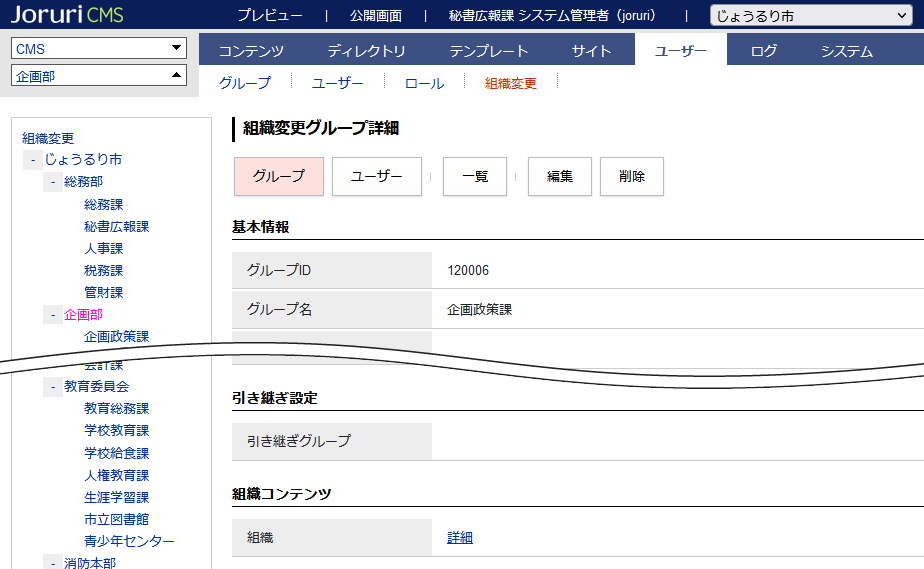 Joruri CMS
プレビュー | 公開画面 | 秘書広報課 システム管理者（joruri） | じょうるり市
CMS
企画部
コンテンツ ディレクトリ テンプレート サイト ユーザー ログ システム
グループ ユーザー ロール 組織変更
組織変更
- じょうるり市
- 総務部
総務課
秘書広報課
人事課
税務課
管財課
- 企画部
企画政策課
会計課
- 教育委員会
教育総務課
学校教育課
学校給食課
人権教育課
生涯学習課
市立図書館
青少年センター
- 消防本部
組織変更グループ詳細
グループ ユーザー 一覧 編集 削除
基本情報
グループID 120006
グループ名 企画政策課
引き継ぎ設定
引き継ぎグループ
組織コンテンツ
組織 詳細